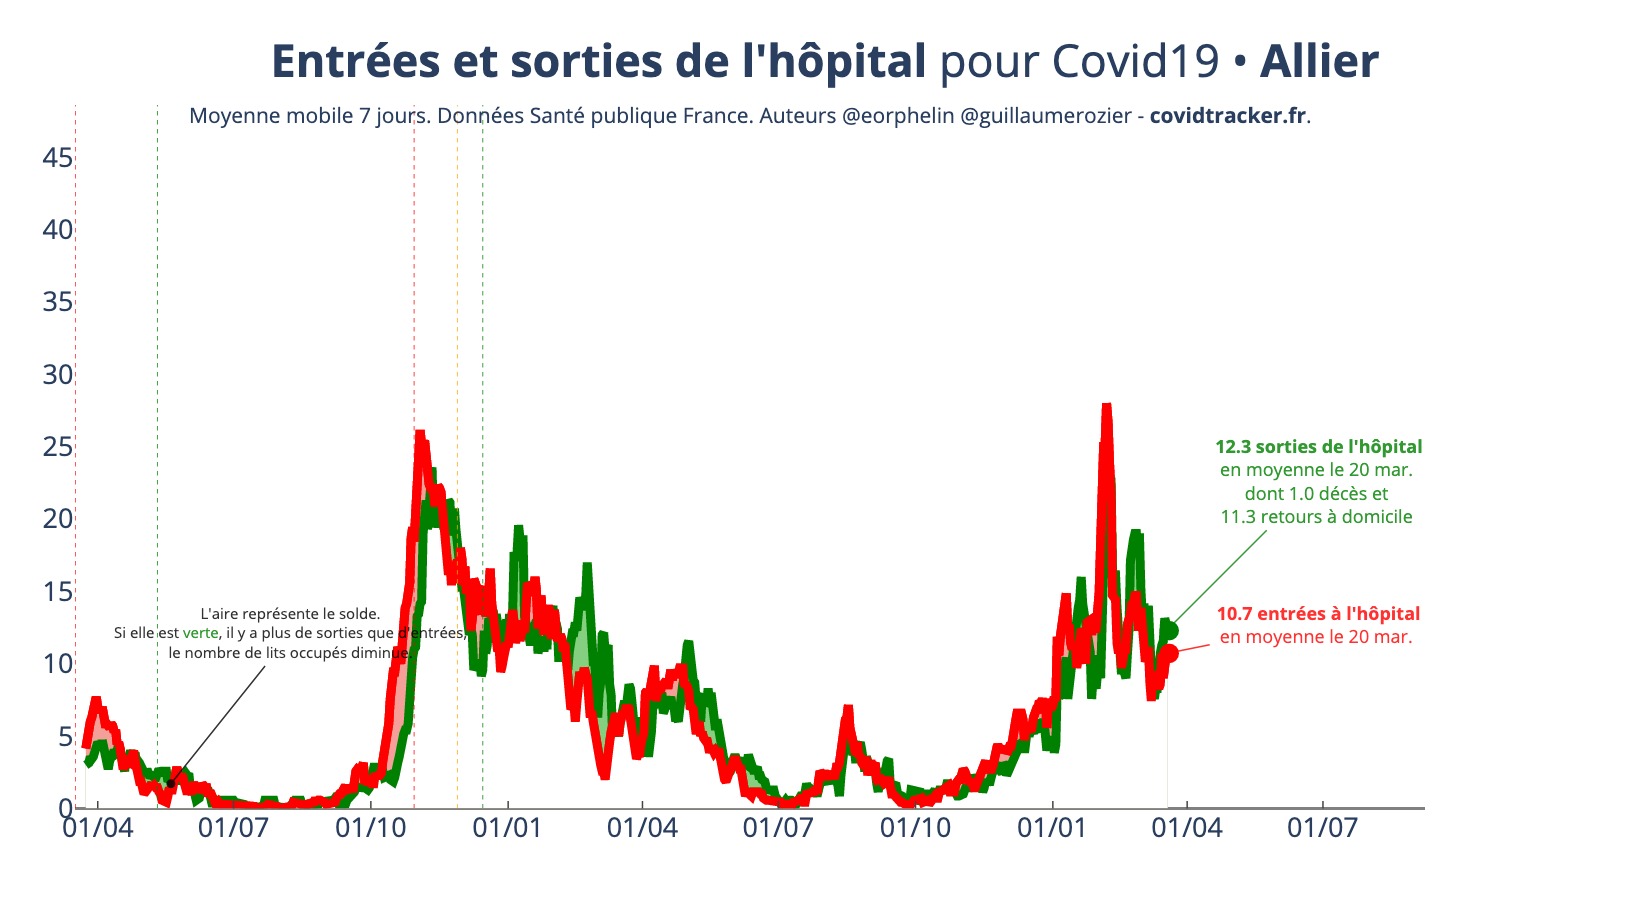 Entrées et sorties de l'hôpital pour Covid19 • Allier
Moyenne mobile 7 jours. Données Santé publique France. Auteurs @eorphelin @guillaumerozier - covidtracker.fr.
45
40
35
30
25
20
15
10
5
0
12.3 sorties de l'hôpital
en moyenne le 20 mar.
dont 1.0 décès et
11.3 retours à domicile
10.7 entrées à l'hôpital
en moyenne le 20 mar.
L'aire représente le solde.
Si elle est verte, il y a plus de sorties que d'entrées,
le nombre de lits occupés diminue.
01/04
01/07
01/10
01/01
01/04
01/07
01/10
01/01
01/04
01/07